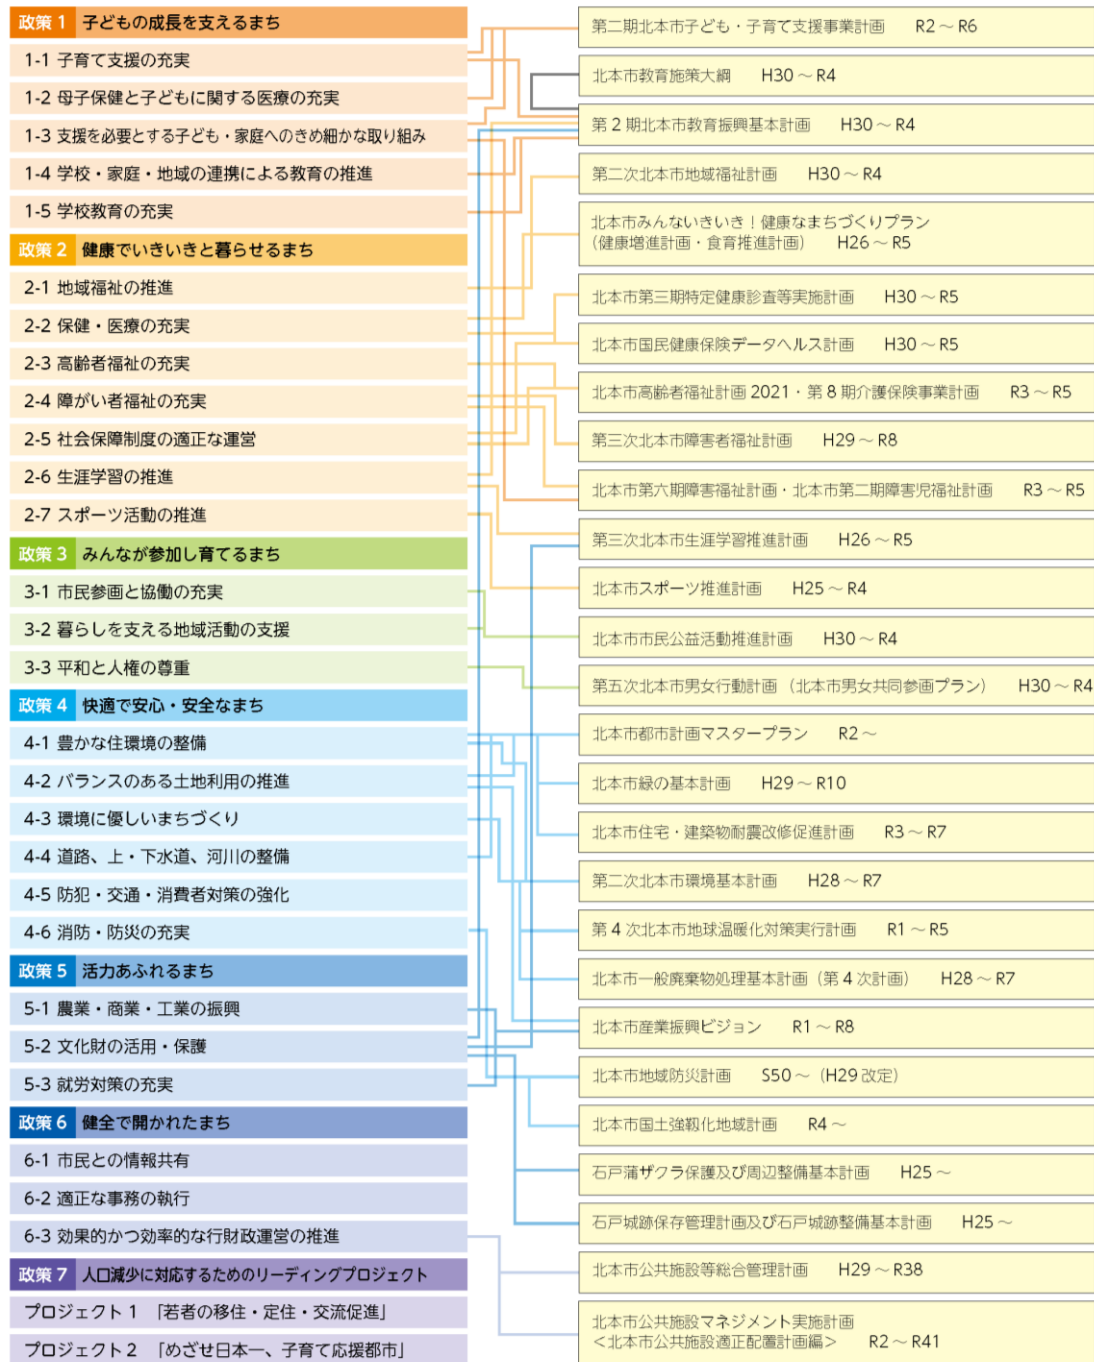 政策 1 子どもの成長を支えるまち
1-1 子育て支援の充実
1-2 母子保健と子どもに関する医療の充実
1-3 支援を必要とする子ども・家庭へのきめ細かな取り組み
1-4 学校・家庭・地域の連携による教育の推進
1-5 学校教育の充実
政策 2 健康でいきいきと暮らせるまち
2-1 地域福祉の推進
2-2 保健・医療の充実
2-3 高齢者福祉の充実
2-4 障がい者福祉の充実
2-5 社会保障制度の適正な運営
2-6 生涯学習の推進
2-7 スポーツ活動の推進
政策 3 みんなが参加し育てるまち
3-1 市民参画と協働の充実
3-2 暮らしを支える地域活動の支援
3-3 平和と人権の尊重
政策 4 快適で安心・安全なまち
4-1 豊かな住環境の整備
4-2 バランスのある土地利用の推進
4-3 環境に優しいまちづくり
4-4 道路、上・下水道、河川の整備
4-5 防犯・交通・消費者対策の強化
4-6 消防・防災の充実
政策 5 活力あふれるまち
5-1 農業・商業・工業の振興
5-2 文化財の活用・保護
5-3 就労対策の充実
政策 6 健全で開かれたまち
6-1 市民との情報共有
6-2 適正な事務の執行
6-3 効果的かつ効率的な行財政運営の推進
政策 7 人口減少に対応するためのリーディングプロジェクト
プロジェクト 1 「若者の移住・定住・交流促進」
プロジェクト 2 「めざせ日本一、子育て応援都市」
第二期北本市子ども・子育て支援事業計画 R2～R6
北本市教育施策大綱 H30～R4
第 2 期北本市教育振興基本計画 H30～R4
第二次北本市地域福祉計画 H30～R4
北本市みんないきいき！健康なまちづくりプラン
（健康増進計画・食育推進計画） H26～R5
北本市第三期特定健康診査等実施計画 H30～R5
北本市国民健康保険データヘルス計画 H30～R5
北本市高齢者福祉計画 2021・第 8 期介護保険事業計画 R3～R5
第三次北本市障害者福祉計画 H29～R8
北本市第六期障害福祉計画・北本市第二期障害児福祉計画 R3～R5
第三次北本市生涯学習推進計画 H26～R5
北本市スポーツ推進計画 H25～R4
北本市市民公益活動推進計画 H30～R4
第五次北本市男女行動計画（北本市男女共同参画プラン） H30～R4
北本市都市計画マスタープラン R2～
北本市緑の基本計画 H29～R10
北本市住宅・建築物耐震改修促進計画 R3～R7
第二次北本市環境基本計画 H28～R7
第 4 次北本市地球温暖化対策実行計画 R1～R5
北本市一般廃棄物処理基本計画（第 4 次計画） H28～R7
北本市産業振興ビジョン R1～R8
北本市地域防災計画 S50～（H29 改定）
北本市国土強靱化地域計画 R4～
石戸蒲ザクラ保護及び周辺整備基本計画 H25～
石戸城跡保存管理計画及び石戸城跡整備基本計画 H25～
北本市公共施設等総合管理計画 H29～R38
北本市公共施設マネジメント実施計画
＜北本市公共施設適正配置計画編＞ R2～R41